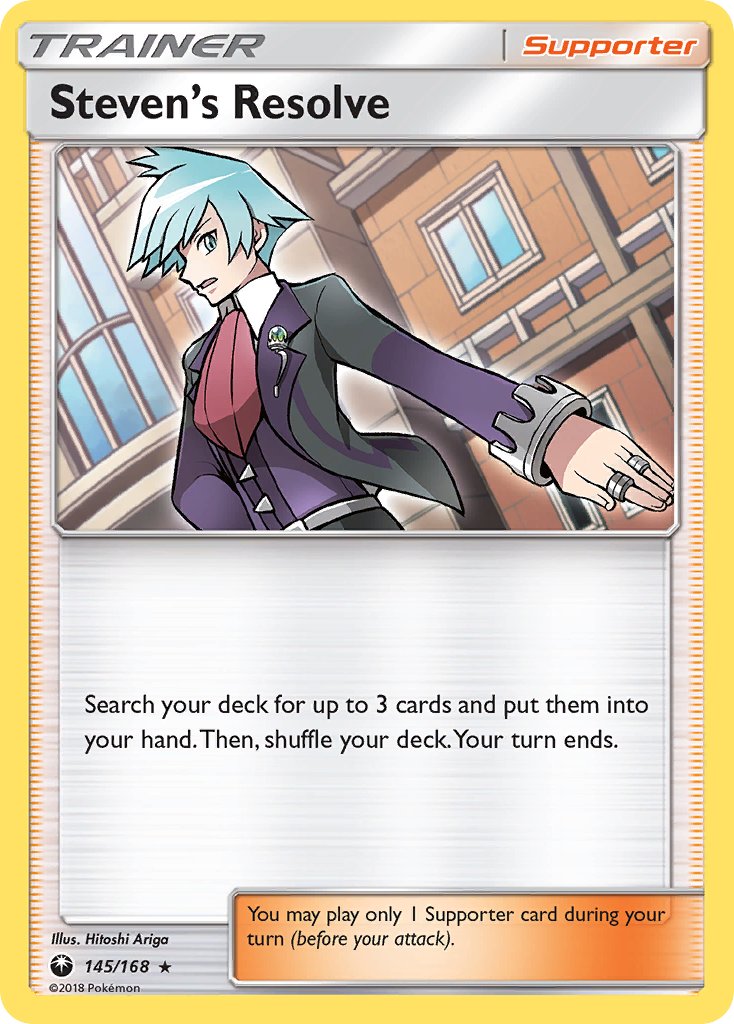 TRAINER
Supporter
Steven's Resolve
Search your deck for up to 3 cards and put them into
your hand. Then, shuffle your deck. Your turn ends.
You may play only 1 Supporter card during your
turn (before your attack).
Illus. Hitoshi Ariga
145/168 ★
©2018 Pokémon